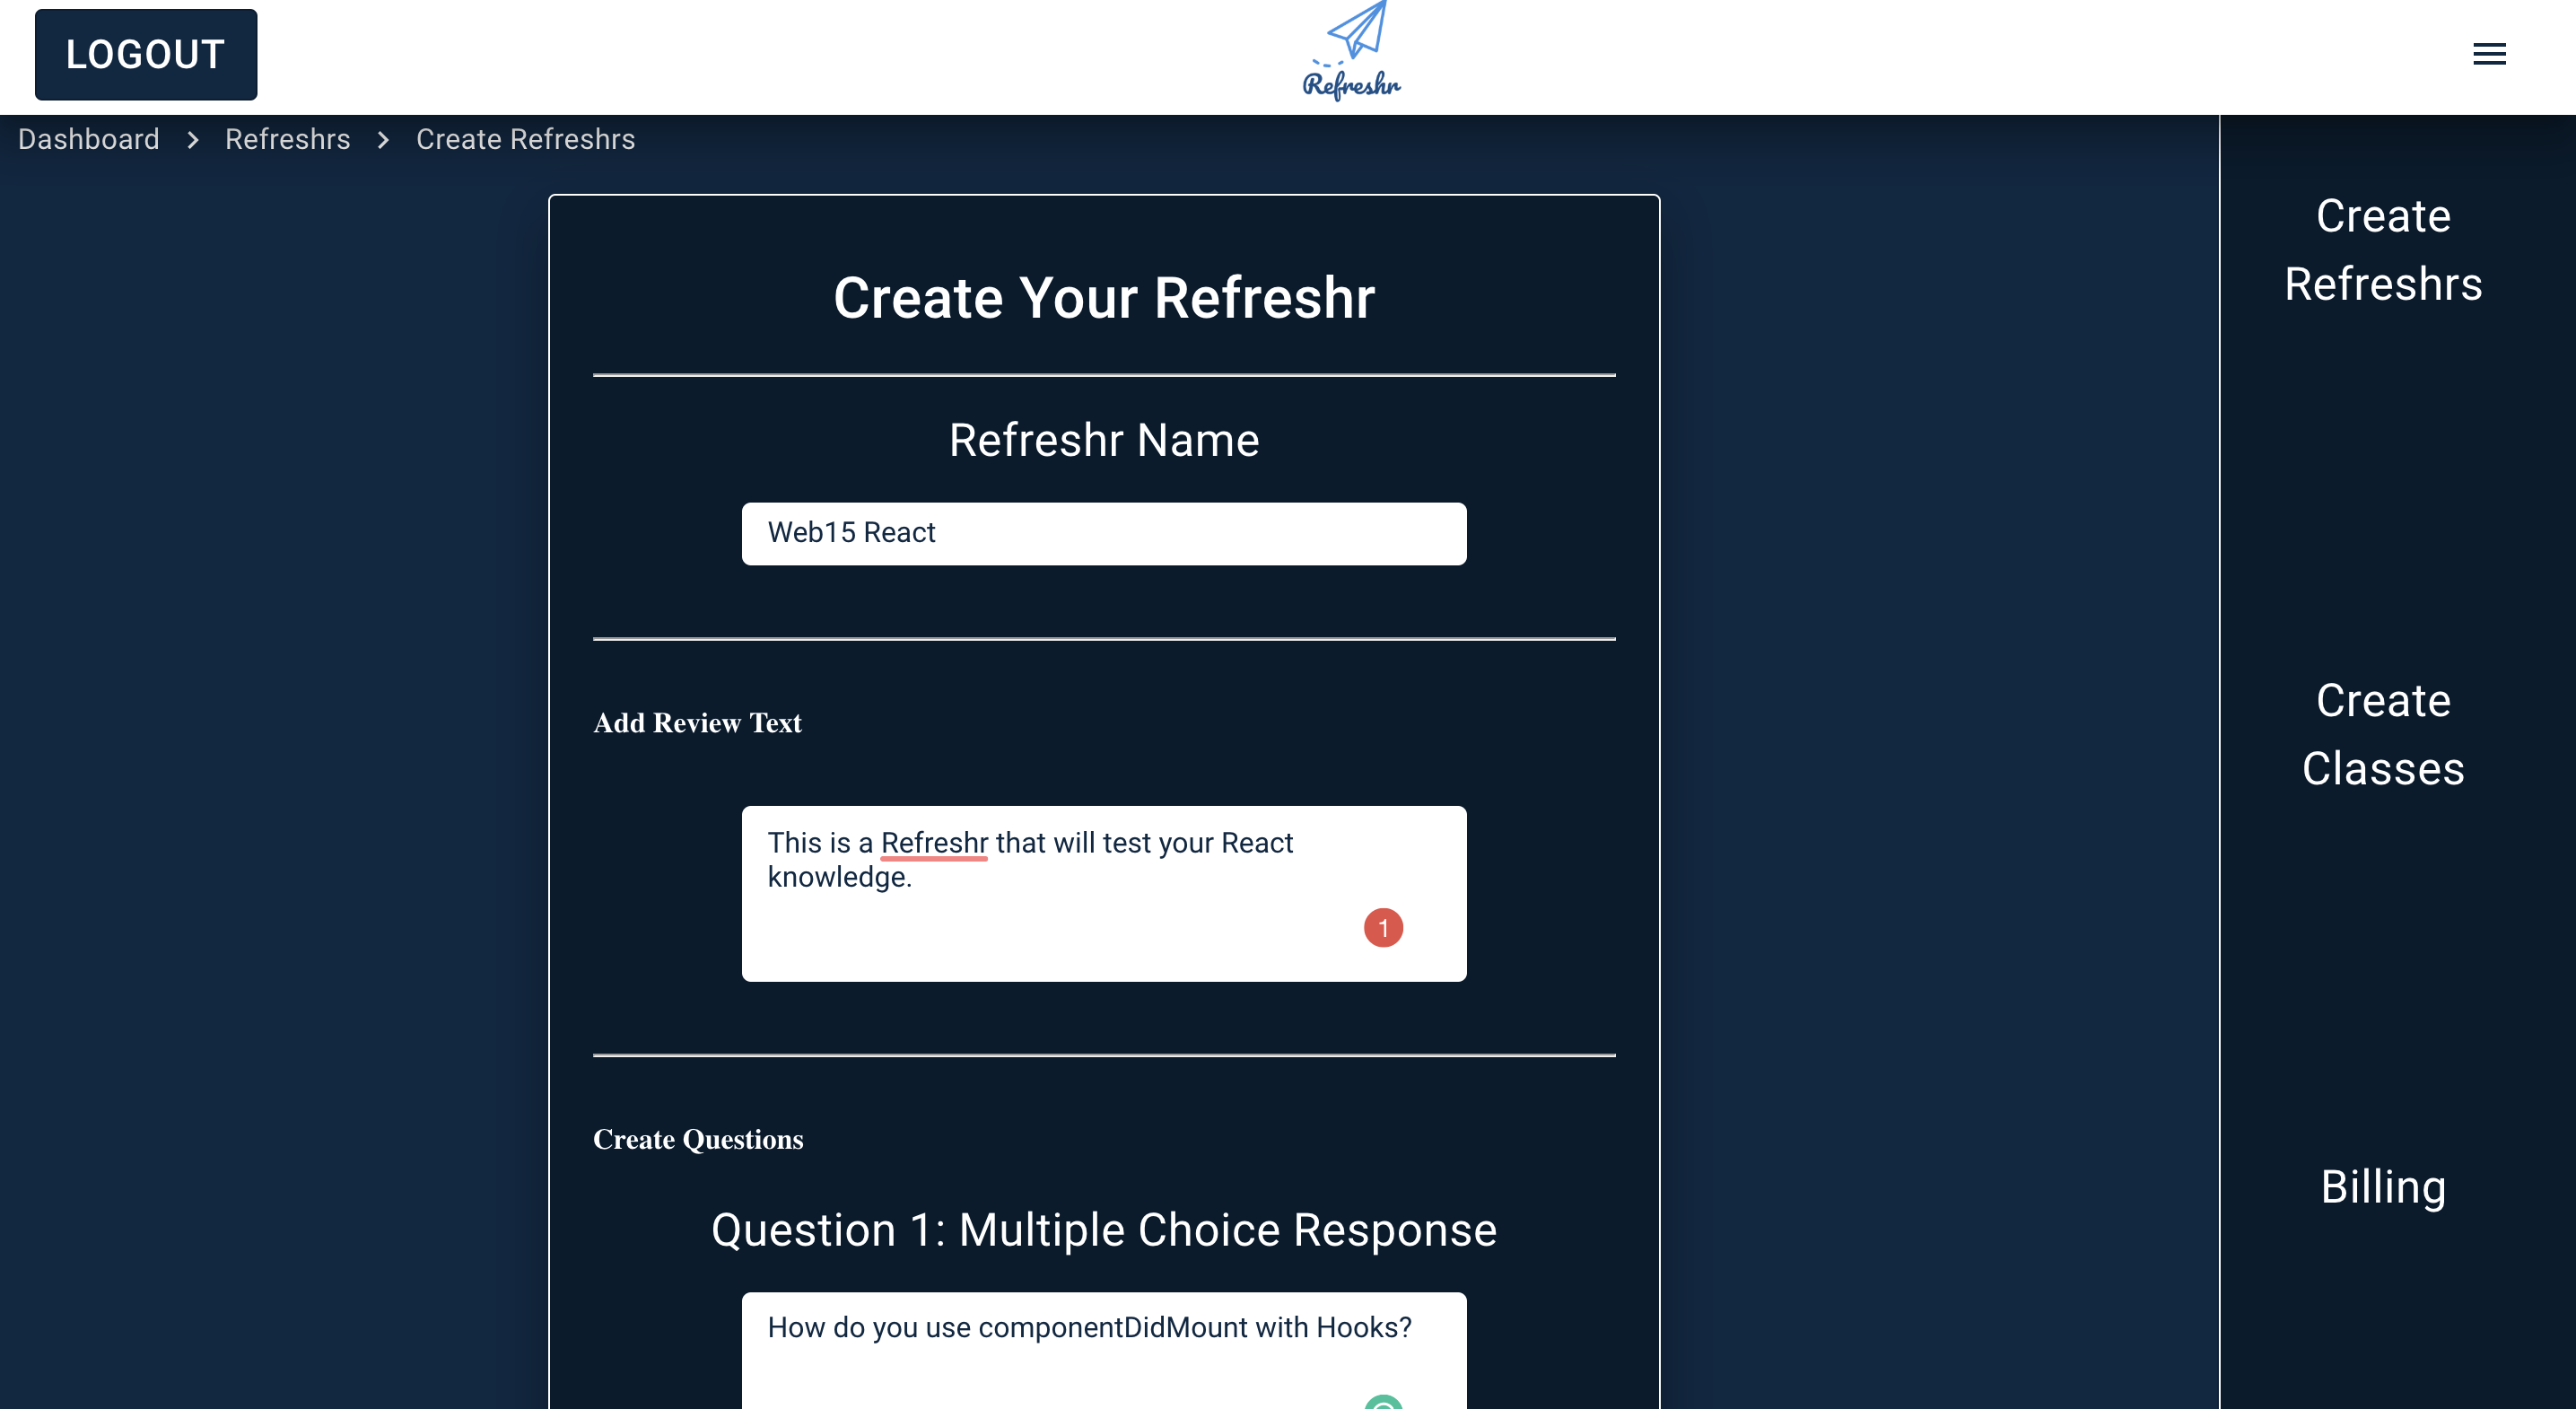 LOGOUT
Refreshr
Dashboard > Refreshrs > Create Refreshrs
Create Your Refreshr
Refreshr Name
Web15 React
Add Review Text
This is a Refreshr that will test your React
knowledge.
1
Create Questions
Question 1: Multiple Choice Response
How do you use componentDidMount with Hooks?
Create
Refreshrs
Create
Classes
Billing